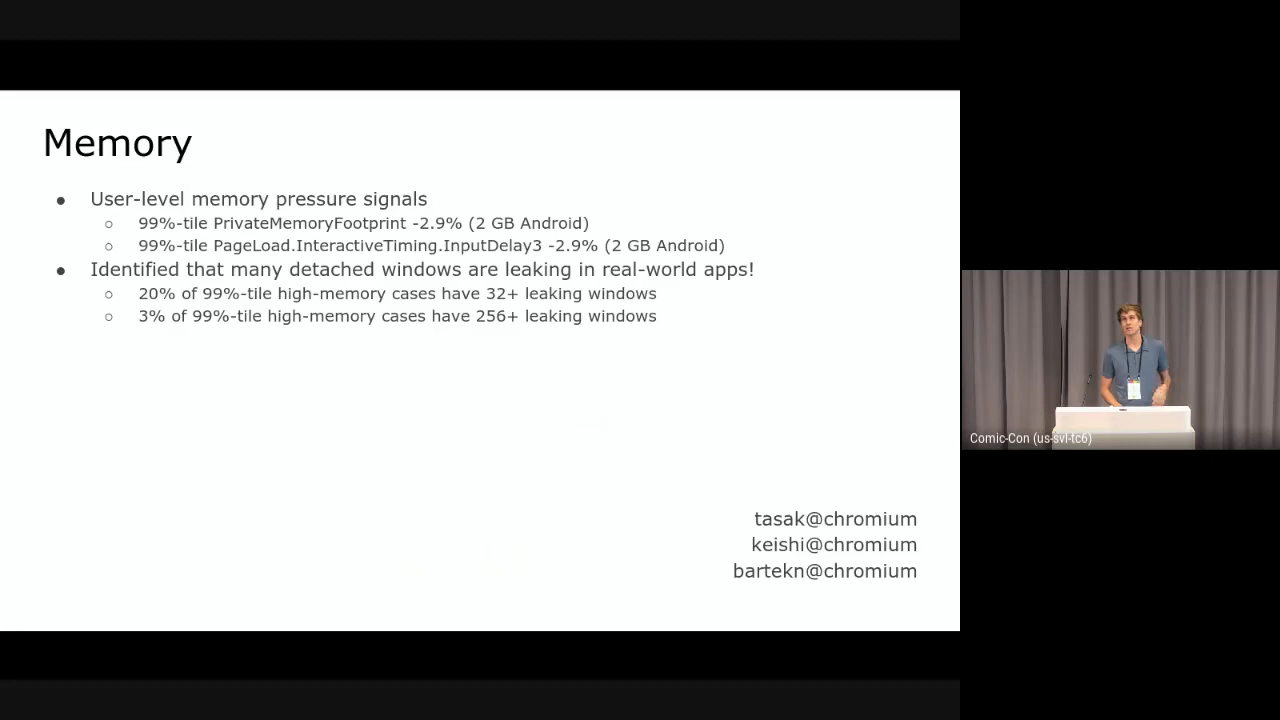 Memory
● User-level memory pressure signals
○ 99%-tile PrivateMemoryFootprint -2.9% (2 GB Android)
○ 99%-tile PageLoad.InteractiveTiming.InputDelay3 -2.9% (2 GB Android)
● Identified that many detached windows are leaking in real-world apps!
○ 20% of 99%-tile high-memory cases have 32+ leaking windows
○ 3% of 99%-tile high-memory cases have 256+ leaking windows
tasak@chromium
keishi@chromium
bartekn@chromium
Comic-Con (us-svl-tc6)